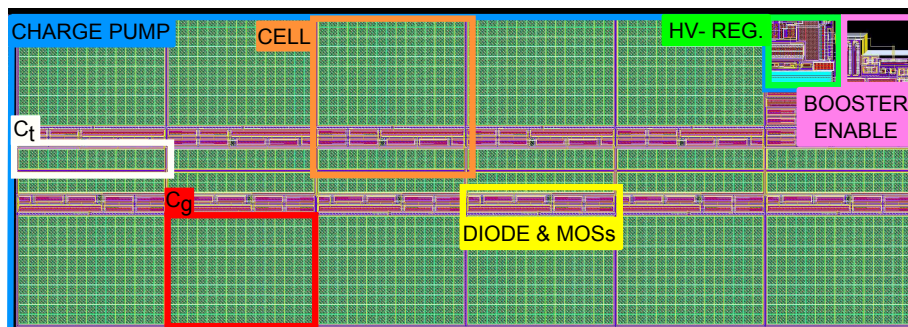 CHARGE PUMP
CELL
HV- REG.
BOOSTER
ENABLE
Ct
Cg
DIODE & MOSs